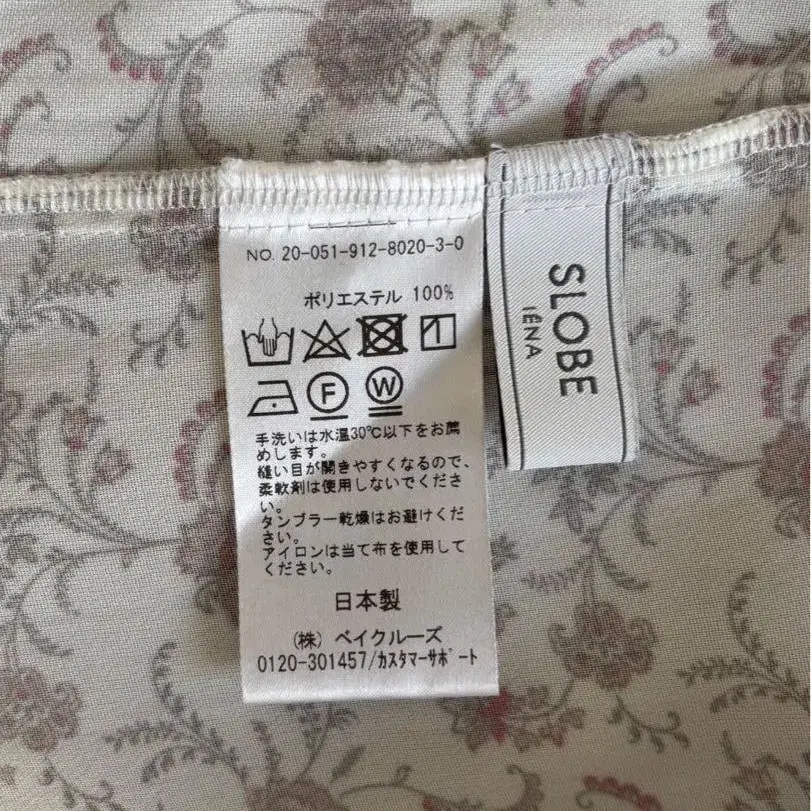 NO. 20-051-912-8020-3-0
ポリエステル 100%
F W
手洗いは水温30℃以下をお薦
めします。
縫い目が開きやすくなるので、
柔軟剤は使用しないでくださ
い。
タンブラー乾燥はお避けくだ
さい。
アイロンは当て布を使用して
ください。
日本製
(株) ベイクルーズ
0120-301457/カスタマーサポート
SLOBE
IÉNA